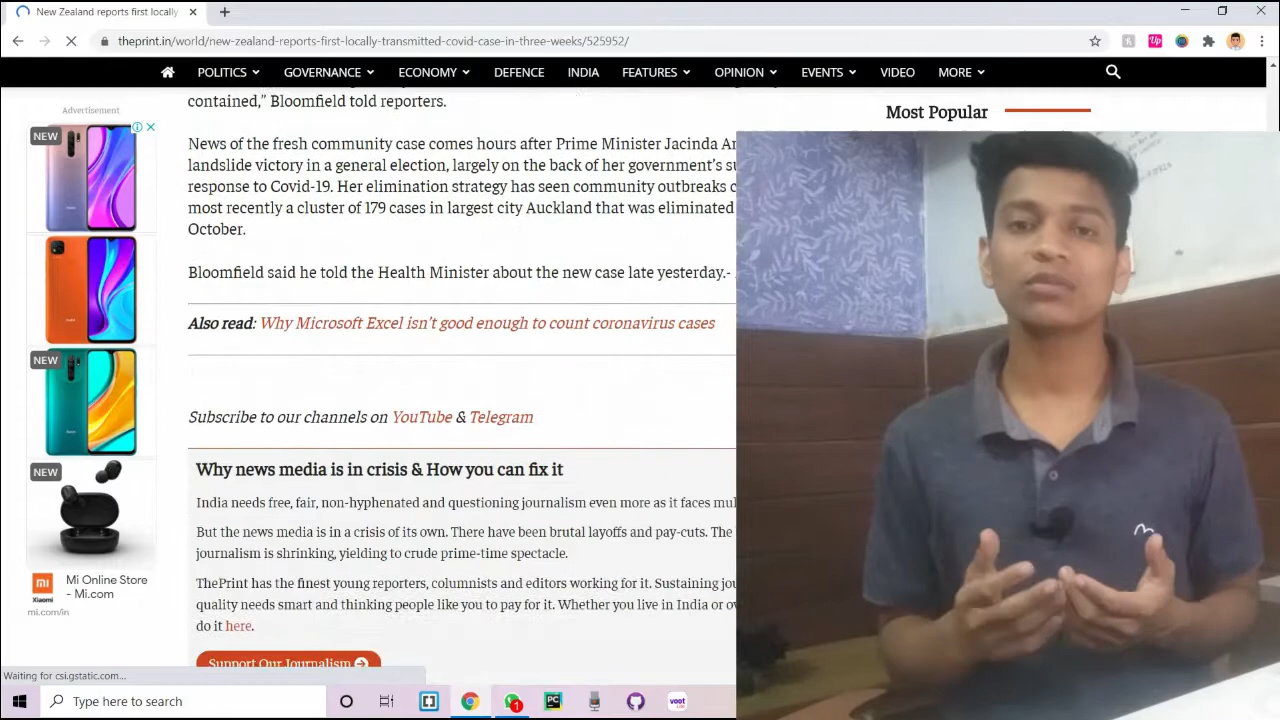 New Zealand reports first locally
theprint.in/world/new-zealand-reports-first-locally-transmitted-covid-case-in-three-weeks/525952/
POLITICS GOVERNANCE ECONOMY DEFENCE INDIA FEATURES OPINION EVENTS VIDEO MORE
contained,” Bloomfield told reporters.
Advertisement
Most Popular
NEW
News of the fresh community case comes hours after Prime Minister Jacinda
landslide victory in a general election, largely on the back of her government's
response to Covid-19. Her elimination strategy has seen community outbreaks
most recently a cluster of 179 cases in largest city Auckland that was eliminated
October.
Bloomfield said he told the Health Minister about the new case late yesterday.-
Also read: Why Microsoft Excel isn’t good enough to count coronavirus cases
NEW
Subscribe to our channels on YouTube & Telegram
NEW
Why news media is in crisis & How you can fix it
India needs free, fair, non-hyphenated and questioning journalism even more as it faces
But the news media is in a crisis of its own. There have been brutal layoffs and pay-cuts. The
journalism is shrinking, yielding to crude prime-time spectacle.
ThePrint has the finest young reporters, columnists and editors working for it. Sustaining
quality needs smart and thinking people like you to pay for it. Whether you live in India or
do it here.
Support Our Journalism
mi
xiaomi
Mi Online Store
- Mi.com
mi.com/in
Waiting for csi.gstatic.com...
Type here to search
1
PC
voot